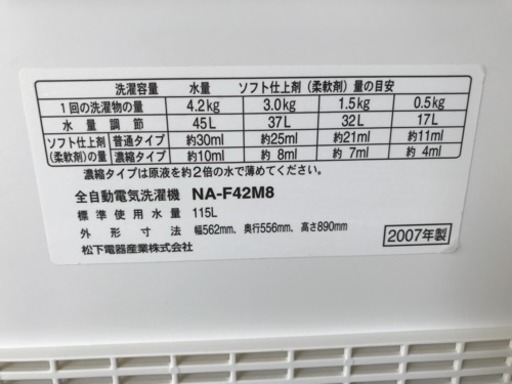 洗濯容量 水量 ソフト仕上剤(柔軟剤)量の目安
1回の洗濯物の量 4.2kg 3.0kg 1.5kg 0.5kg
水量調節 45L 37L 32L 17L
ソフト仕上剤(柔軟剤)の量 普通タイプ 約30ml 約25ml 約21ml 約11ml
濃縮タイプ 約10ml 約8ml 約7ml 約4ml
濃縮タイプは原液を約2倍の水で薄めてください。
全自動電気洗濯機 NA-F42M8
標準使用水量 115L
外形寸法 幅562mm、奥行556mm、高さ890mm
松下電器産業株式会社 2007年製